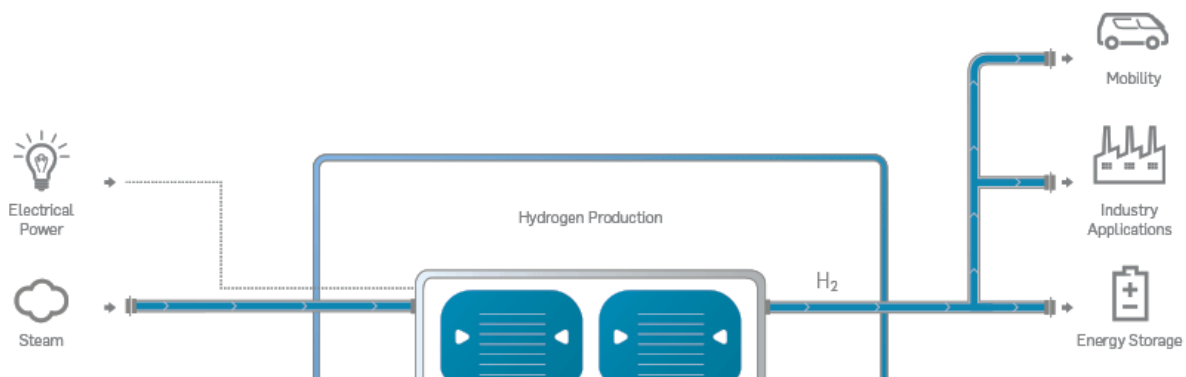 Mobility
Electrical
Power
Hydrogen Production
Industry
Applications
H₂
Steam
Energy Storage